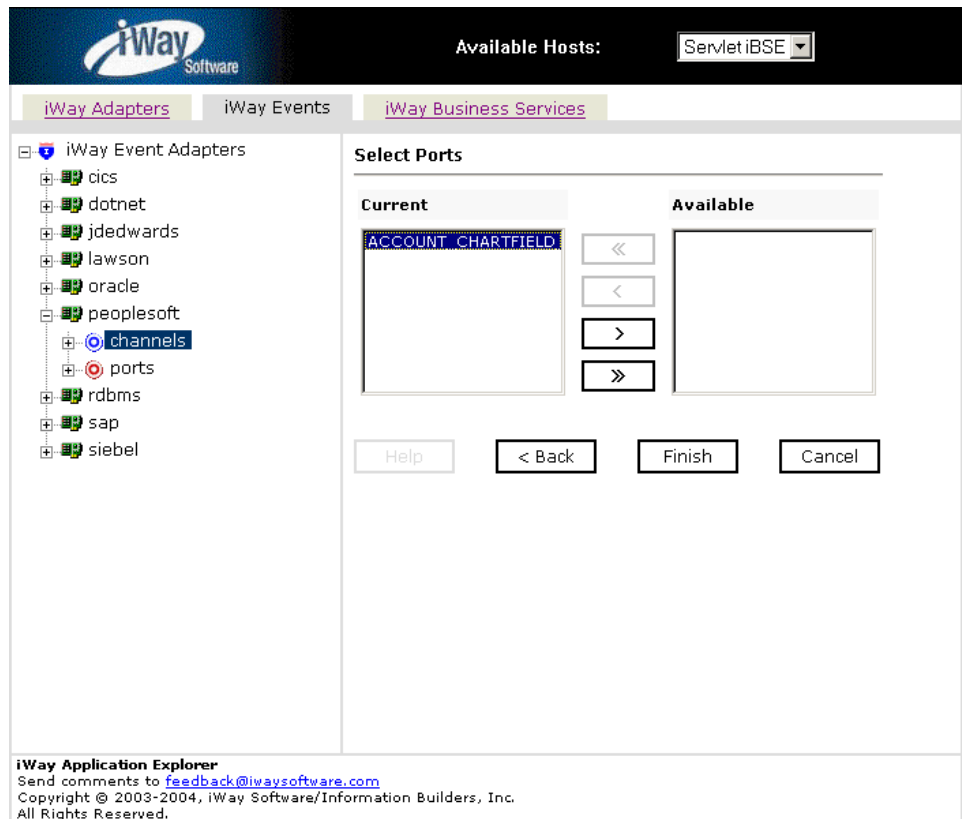 iWay
Software
Available Hosts:
Servlet iBSE
iWay Adapters
iWay Events
iWay Business Services
iWay Event Adapters
cics
dotnet
jdedwards
lawson
oracle
peoplesoft
channels
ports
rdbms
sap
siebel
Select Ports
Current
Available
ACCOUNT_CHARTFIELD
<<
<
>
>>
Help
< Back
Finish
Cancel
iWay Application Explorer
Send comments to feedback@iwaysoftware.com
Copyright © 2003-2004, iWay Software/Information Builders, Inc.
All Rights Reserved.